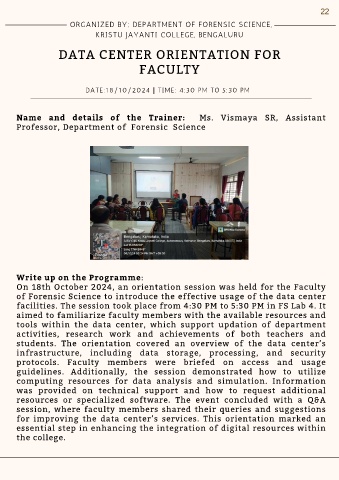 22
ORGANIZED BY: DEPARTMENT OF FORENSIC SCIENCE,
KRISTU JAYANTI COLLEGE, BENGALURU
DATA CENTER ORIENTATION FOR
FACULTY
DATE:18/10/2024 | TIME: 4:30 PM TO 5:30 PM
Name and details of the Trainer: Ms. Vismaya SR, Assistant
Professor, Department of Forensic Science
Bengaluru, Karnataka, India
Write up on the Programme:
On 18th October 2024, an orientation session was held for the Faculty
of Forensic Science to introduce the effective usage of the data center
facilities. The session took place from 4:30 PM to 5:30 PM in FS Lab 4. It
aimed to familiarize faculty members with the available resources and
tools within the data center, which support updation of department
activities, research work and achievements of both teachers and
students. The orientation covered an overview of the data center's
infrastructure, including data storage, processing, and security
protocols. Faculty members were briefed on access and usage
guidelines. Additionally, the session demonstrated how to utilize
computing resources for data analysis and simulation. Information
was provided on technical support and how to request additional
resources or specialized software. The event concluded with a Q&A
session, where faculty members shared their queries and suggestions
for improving the data center's services. This orientation marked an
essential step in enhancing the integration of digital resources within
the college.